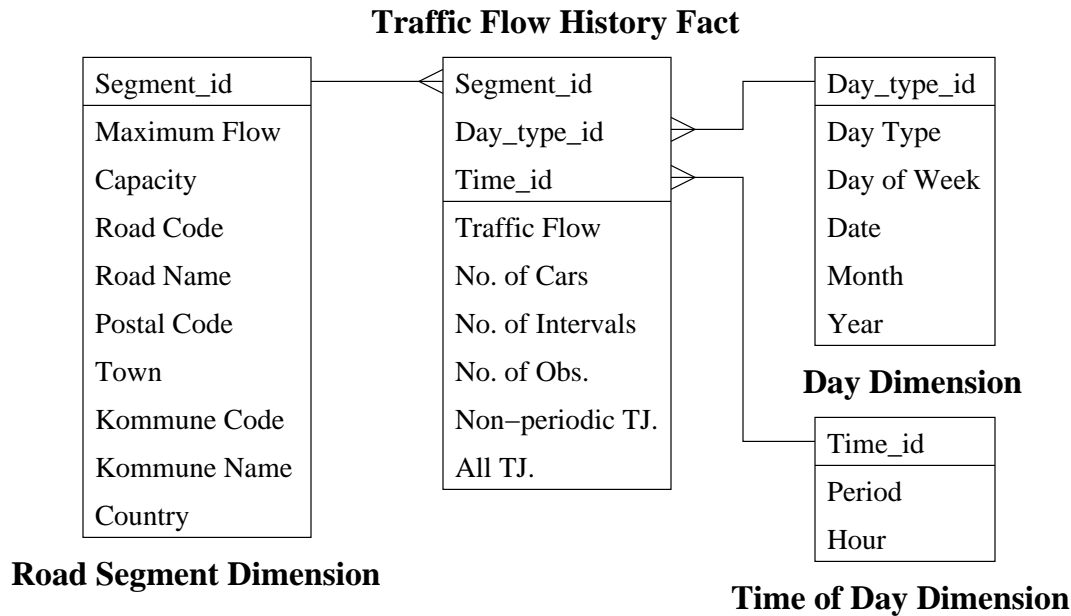 Traffic Flow History Fact
Segment_id
Maximum Flow
Capacity
Road Code
Road Name
Postal Code
Town
Kommune Code
Kommune Name
Country
Road Segment Dimension
Segment_id
Day_type_id
Time_id
Traffic Flow
No. of Cars
No. of Intervals
No. of Obs.
Non−periodic TJ.
All TJ.
Day_type_id
Day Type
Day of Week
Date
Month
Year
Day Dimension
Time_id
Period
Hour
Time of Day Dimension